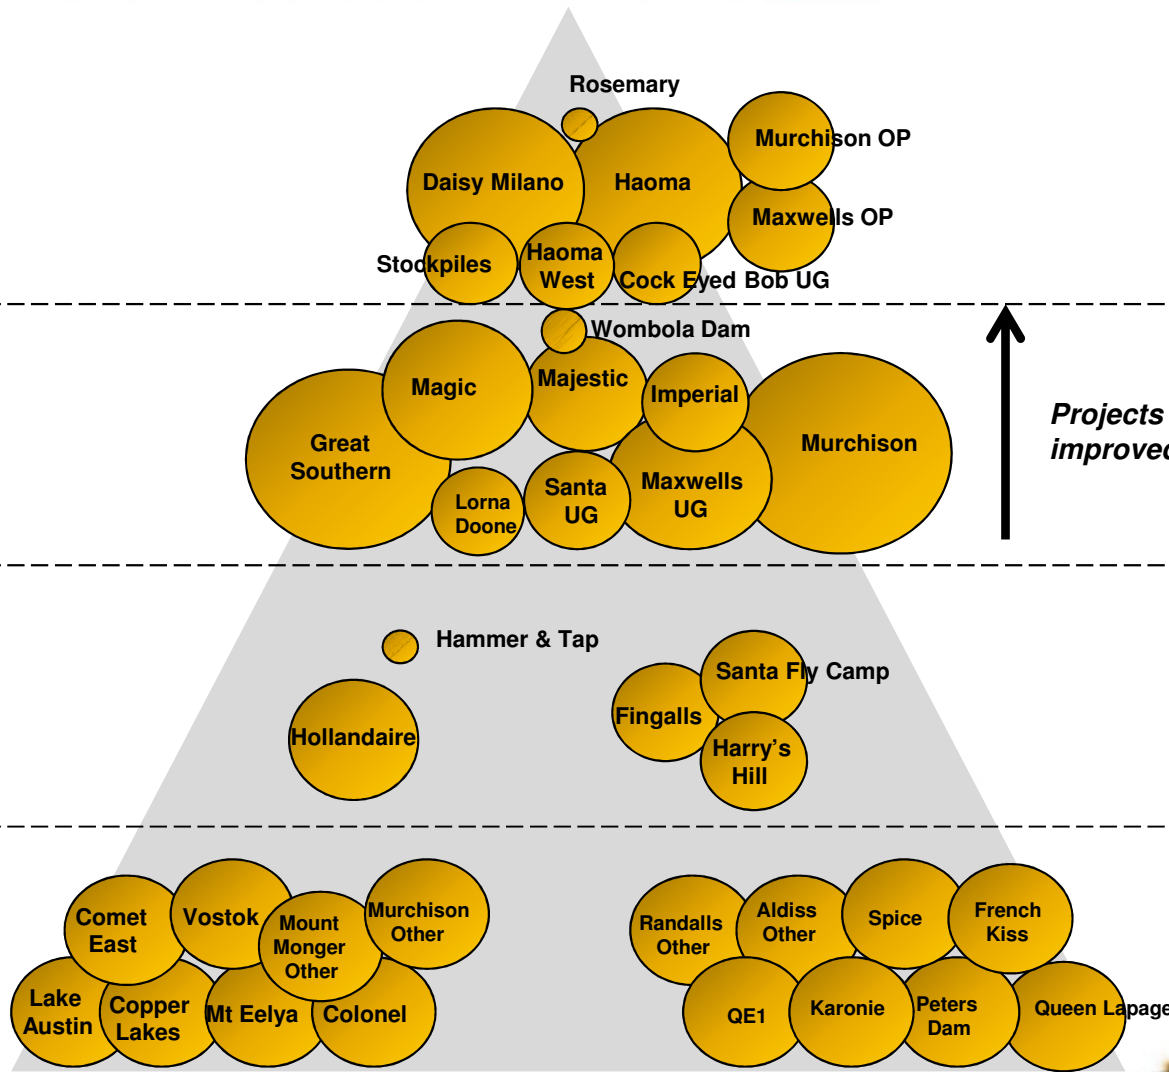 Rosemary
Murchison OP
Daisy Milano
Haoma
Maxwells OP
Stockpiles
Haoma
West
Cock Eyed Bob UG
Wombola Dam
Magic
Majestic
Imperial
Great
Southern
Murchison
Projects
improved
Lorna
Doone
Santa
UG
Maxwells
UG
Hammer & Tap
Santa Fly Camp
Fingalls
Hollandaire
Harry's
Hill
Comet
East
Vostok
Mount
Monger
Other
Murchison
Other
Randalls
Other
Aldiss
Other
Spice
French
Kiss
Lake
Austin
Copper
Lakes
Mt Eelya
Colonel
QE1
Karonie
Peters
Dam
Queen Lapage